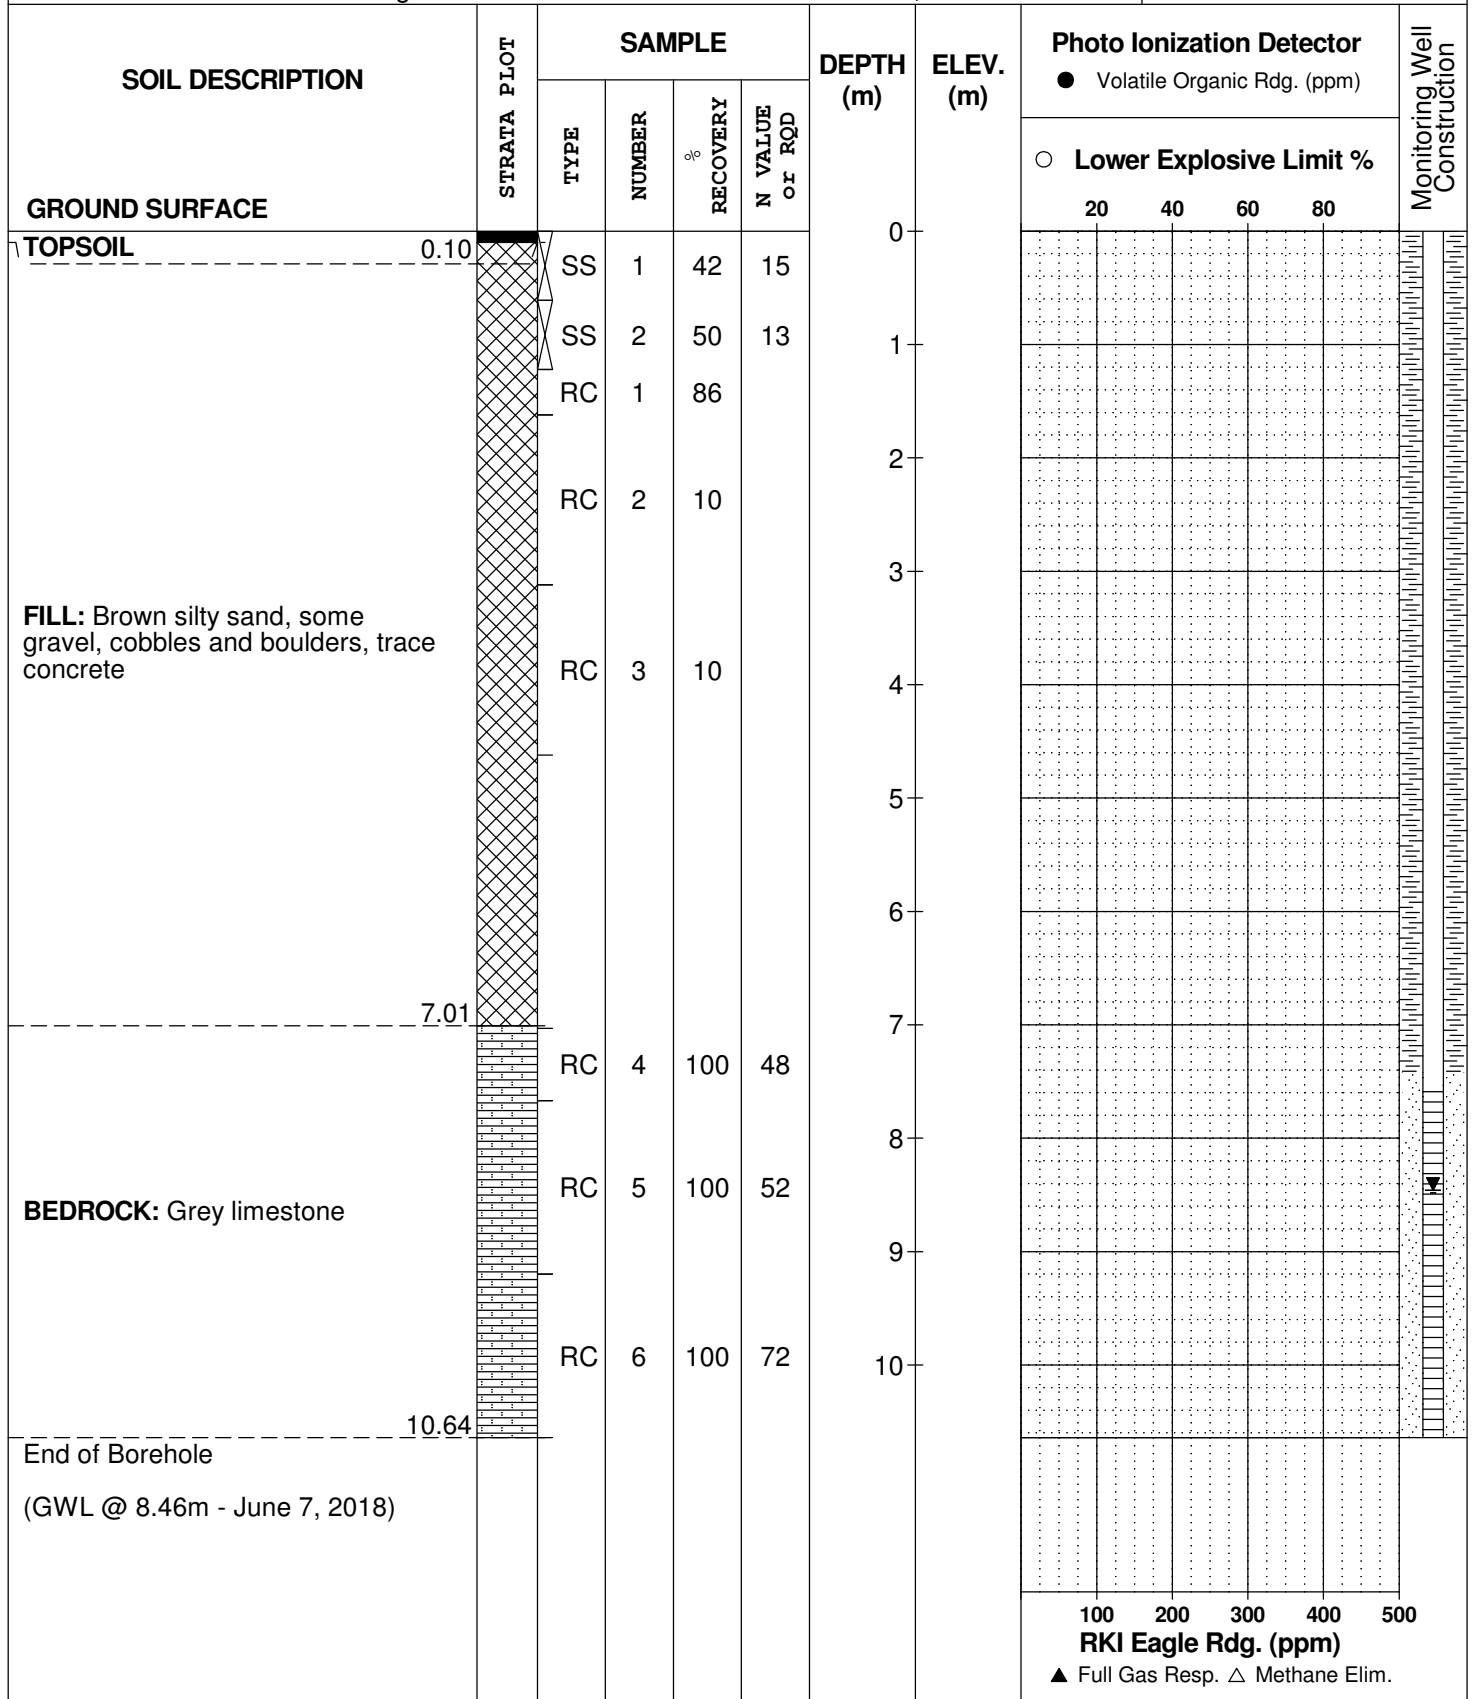 SOIL DESCRIPTION
GROUND SURFACE
STRATA PLOT
SAMPLE
TYPE
NUMBER
%
RECOVERY
N VALUE
or RQD
DEPTH
(m)
ELEV.
(m)
Photo Ionization Detector
● Volatile Organic Rdg. (ppm)
○ Lower Explosive Limit %
20 40 60 80
Monitoring Well
Construction
0
TOPSOIL 0.10
SS 1 42 15
SS 2 50 13
1
RC 1 86
2
RC 2 10
3
FILL: Brown silty sand, some
gravel, cobbles and boulders, trace
concrete
RC 3 10
4
5
6
7.01
7
RC 4 100 48
8
RC 5 100 52
BEDROCK: Grey limestone
9
RC 6 100 72
10
10.64
End of Borehole
(GWL @ 8.46m - June 7, 2018)
100 200 300 400 500
RKI Eagle Rdg. (ppm)
▲ Full Gas Resp. △ Methane Elim.